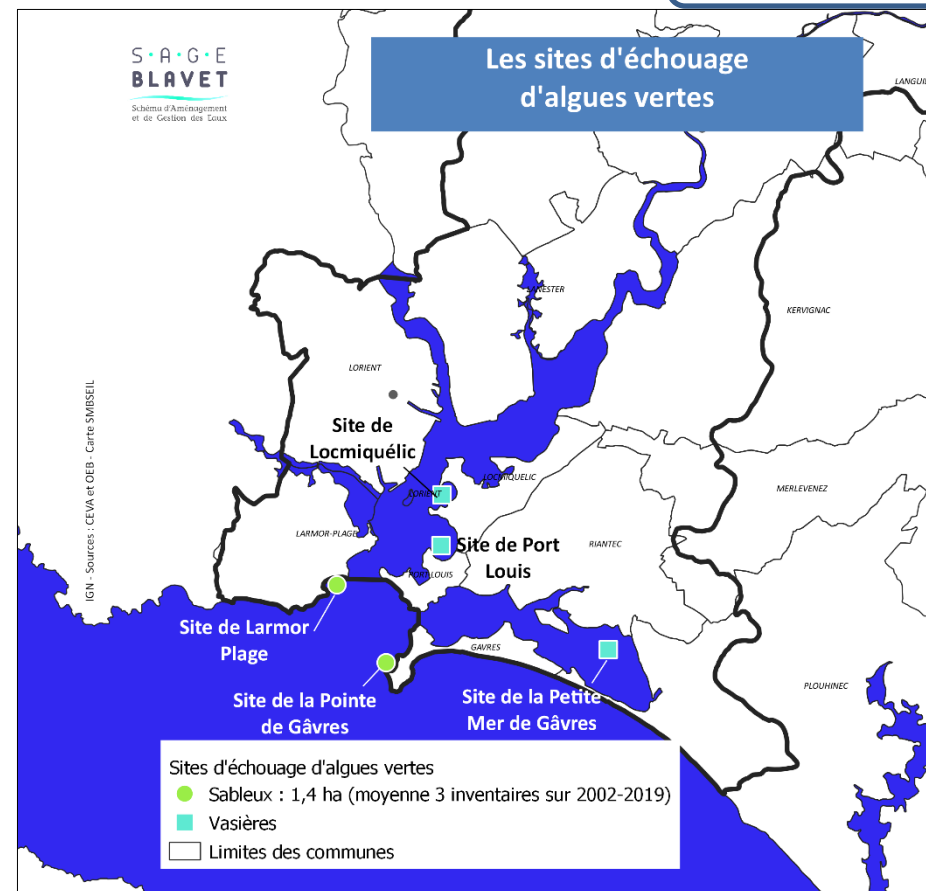 S·A·G·E
BLAVET
Schéma d'Aménagement
et de Gestion des Eaux
Les sites d'échouage
d'algues vertes
LANESTER
KERVIGNAC
LORIENT
Site de
Locmiquélic
LOCMIQUELIC
LORIENT
MERLEVENEZ
LARMOR-PLAGE
Site de Port
Louis
RIANTEC
PORT-LOUIS
Site de Larmor
Plage
GAVRES
PLOUHINEC
Site de la Pointe
de Gâvres
Site de la Petite
Mer de Gâvres
IGN - Sources : CEVA et OEB - Carte SMBSEIL
Sites d'échouage d'algues vertes
Sableux : 1,4 ha (moyenne 3 inventaires sur 2002-2019)
Vasières
Limites des communes